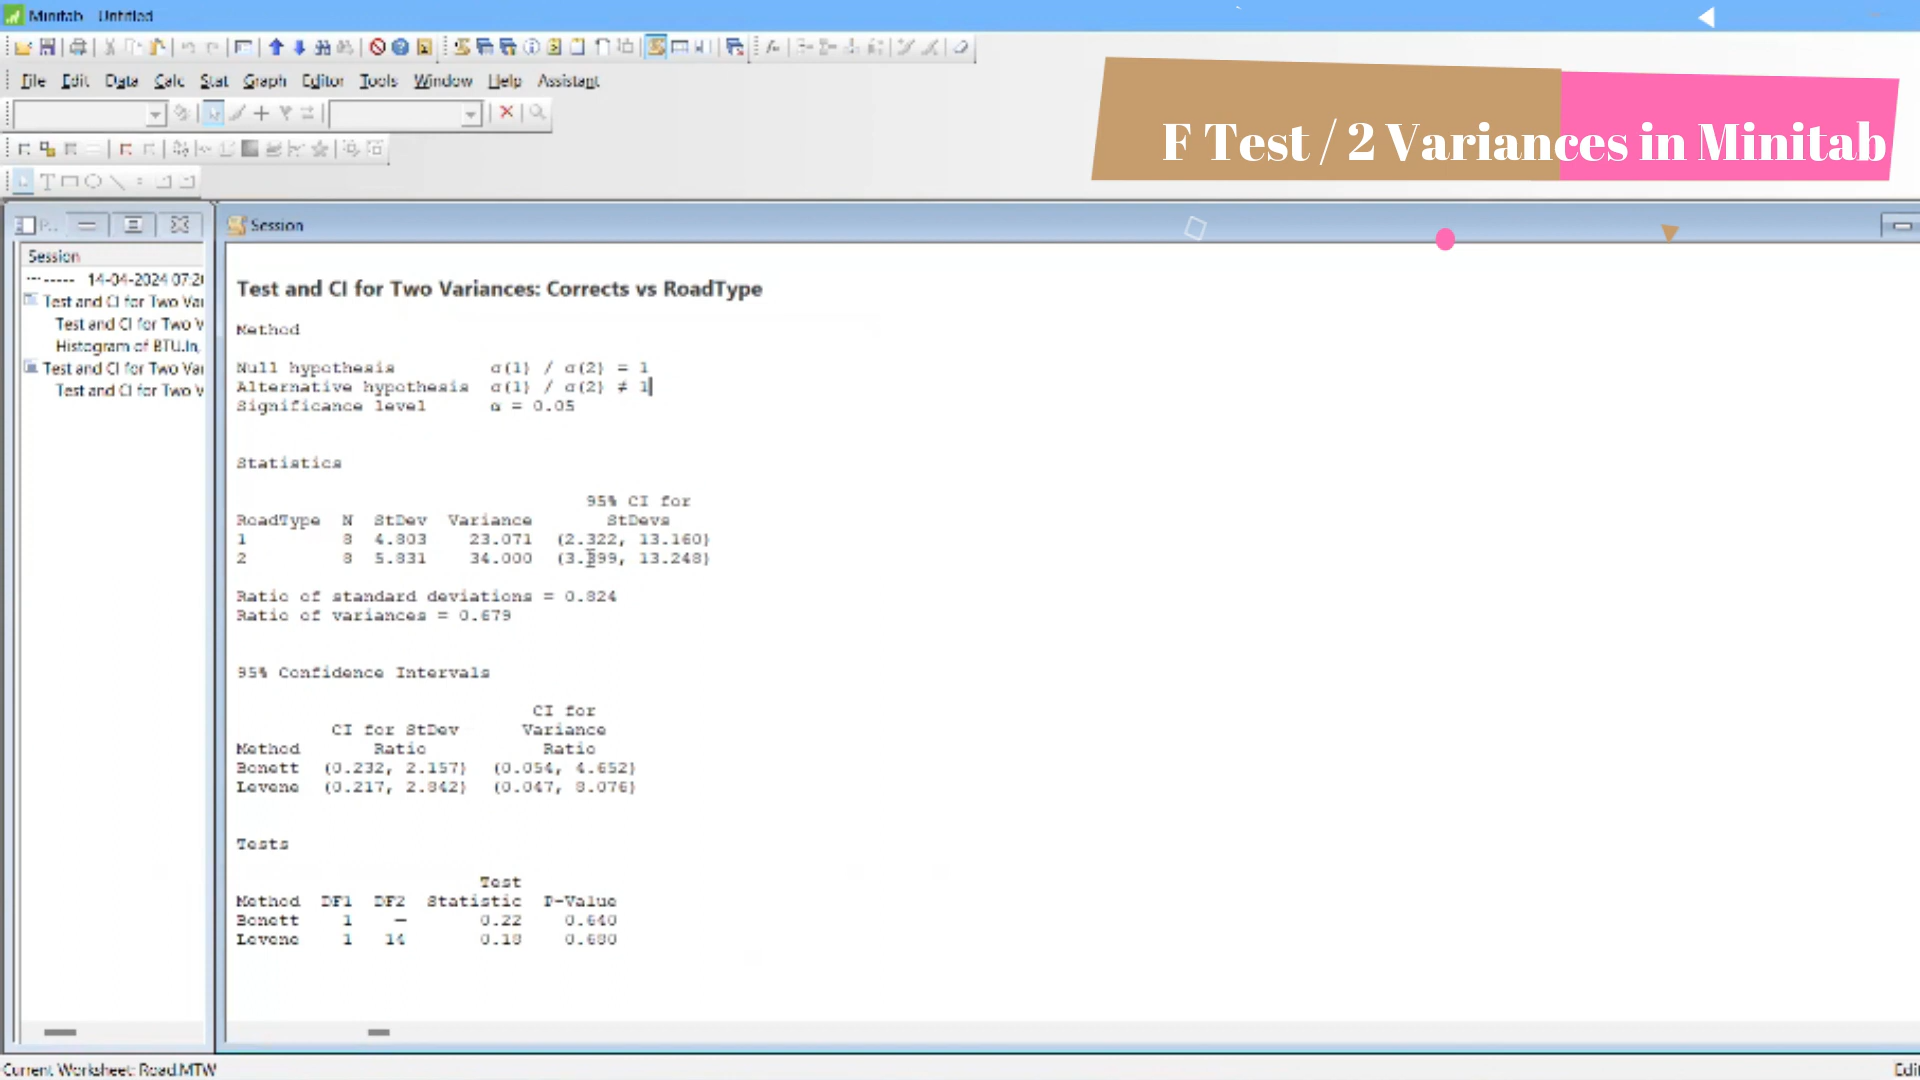 Minitab - Untitled
File Edit Data Calc Stat Graph Editor Tools Window Help Assistant
F Test / 2 Variances in Minitab
P...
Session
Session
14-04-2024 07:2
Test and CI for Two Var
Test and CI for Two V
Histogram of BTU.In,
Test and CI for Two Var
Test and CI for Two V
Test and CI for Two Variances: Corrects vs RoadType
Method
Null hypothesis σ(1) / σ(2) = 1
Alternative hypothesis σ(1) / σ(2) ≠ 1
Significance level α = 0.05
Statistics
95% CI for
RoadType N StDev Variance StDevs
1 8 4.803 23.071 (2.322, 13.160)
2 8 5.831 34.000 (3.399, 13.248)
Ratio of standard deviations = 0.824
Ratio of variances = 0.679
95% Confidence Intervals
CI for
CI for StDev Variance
Method Ratio Ratio
Bonett (0.232, 2.157) (0.054, 4.652)
Levene (0.217, 2.842) (0.047, 8.076)
Tests
Test
Method DF1 DF2 Statistic P-Value
Bonett 1 — 0.22 0.640
Levene 1 14 0.18 0.680
Current Worksheet: Road.MTW
Edit